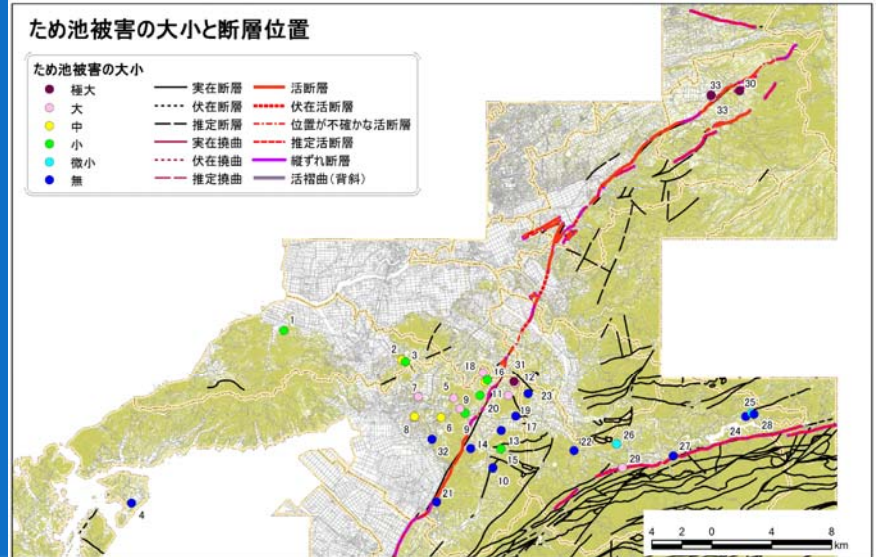 ため池被害の大小と断層位置
ため池被害の大小
極大
大
中
小
微小
無
実在断層
伏在断層
推定断層
実在撓曲
伏在撓曲
推定撓曲
活断層
伏在活断層
位置が不確かな活断層
推定活断層
縦ずれ断層
活褶曲(背斜)
33
30
33
1
2
3
18
31
16
12
7
5
11
23
9
20
8
6
9
19
17
25
28
24
32
14
13
22
26
27
15
29
10
21
4
4 2 0 4 8
km